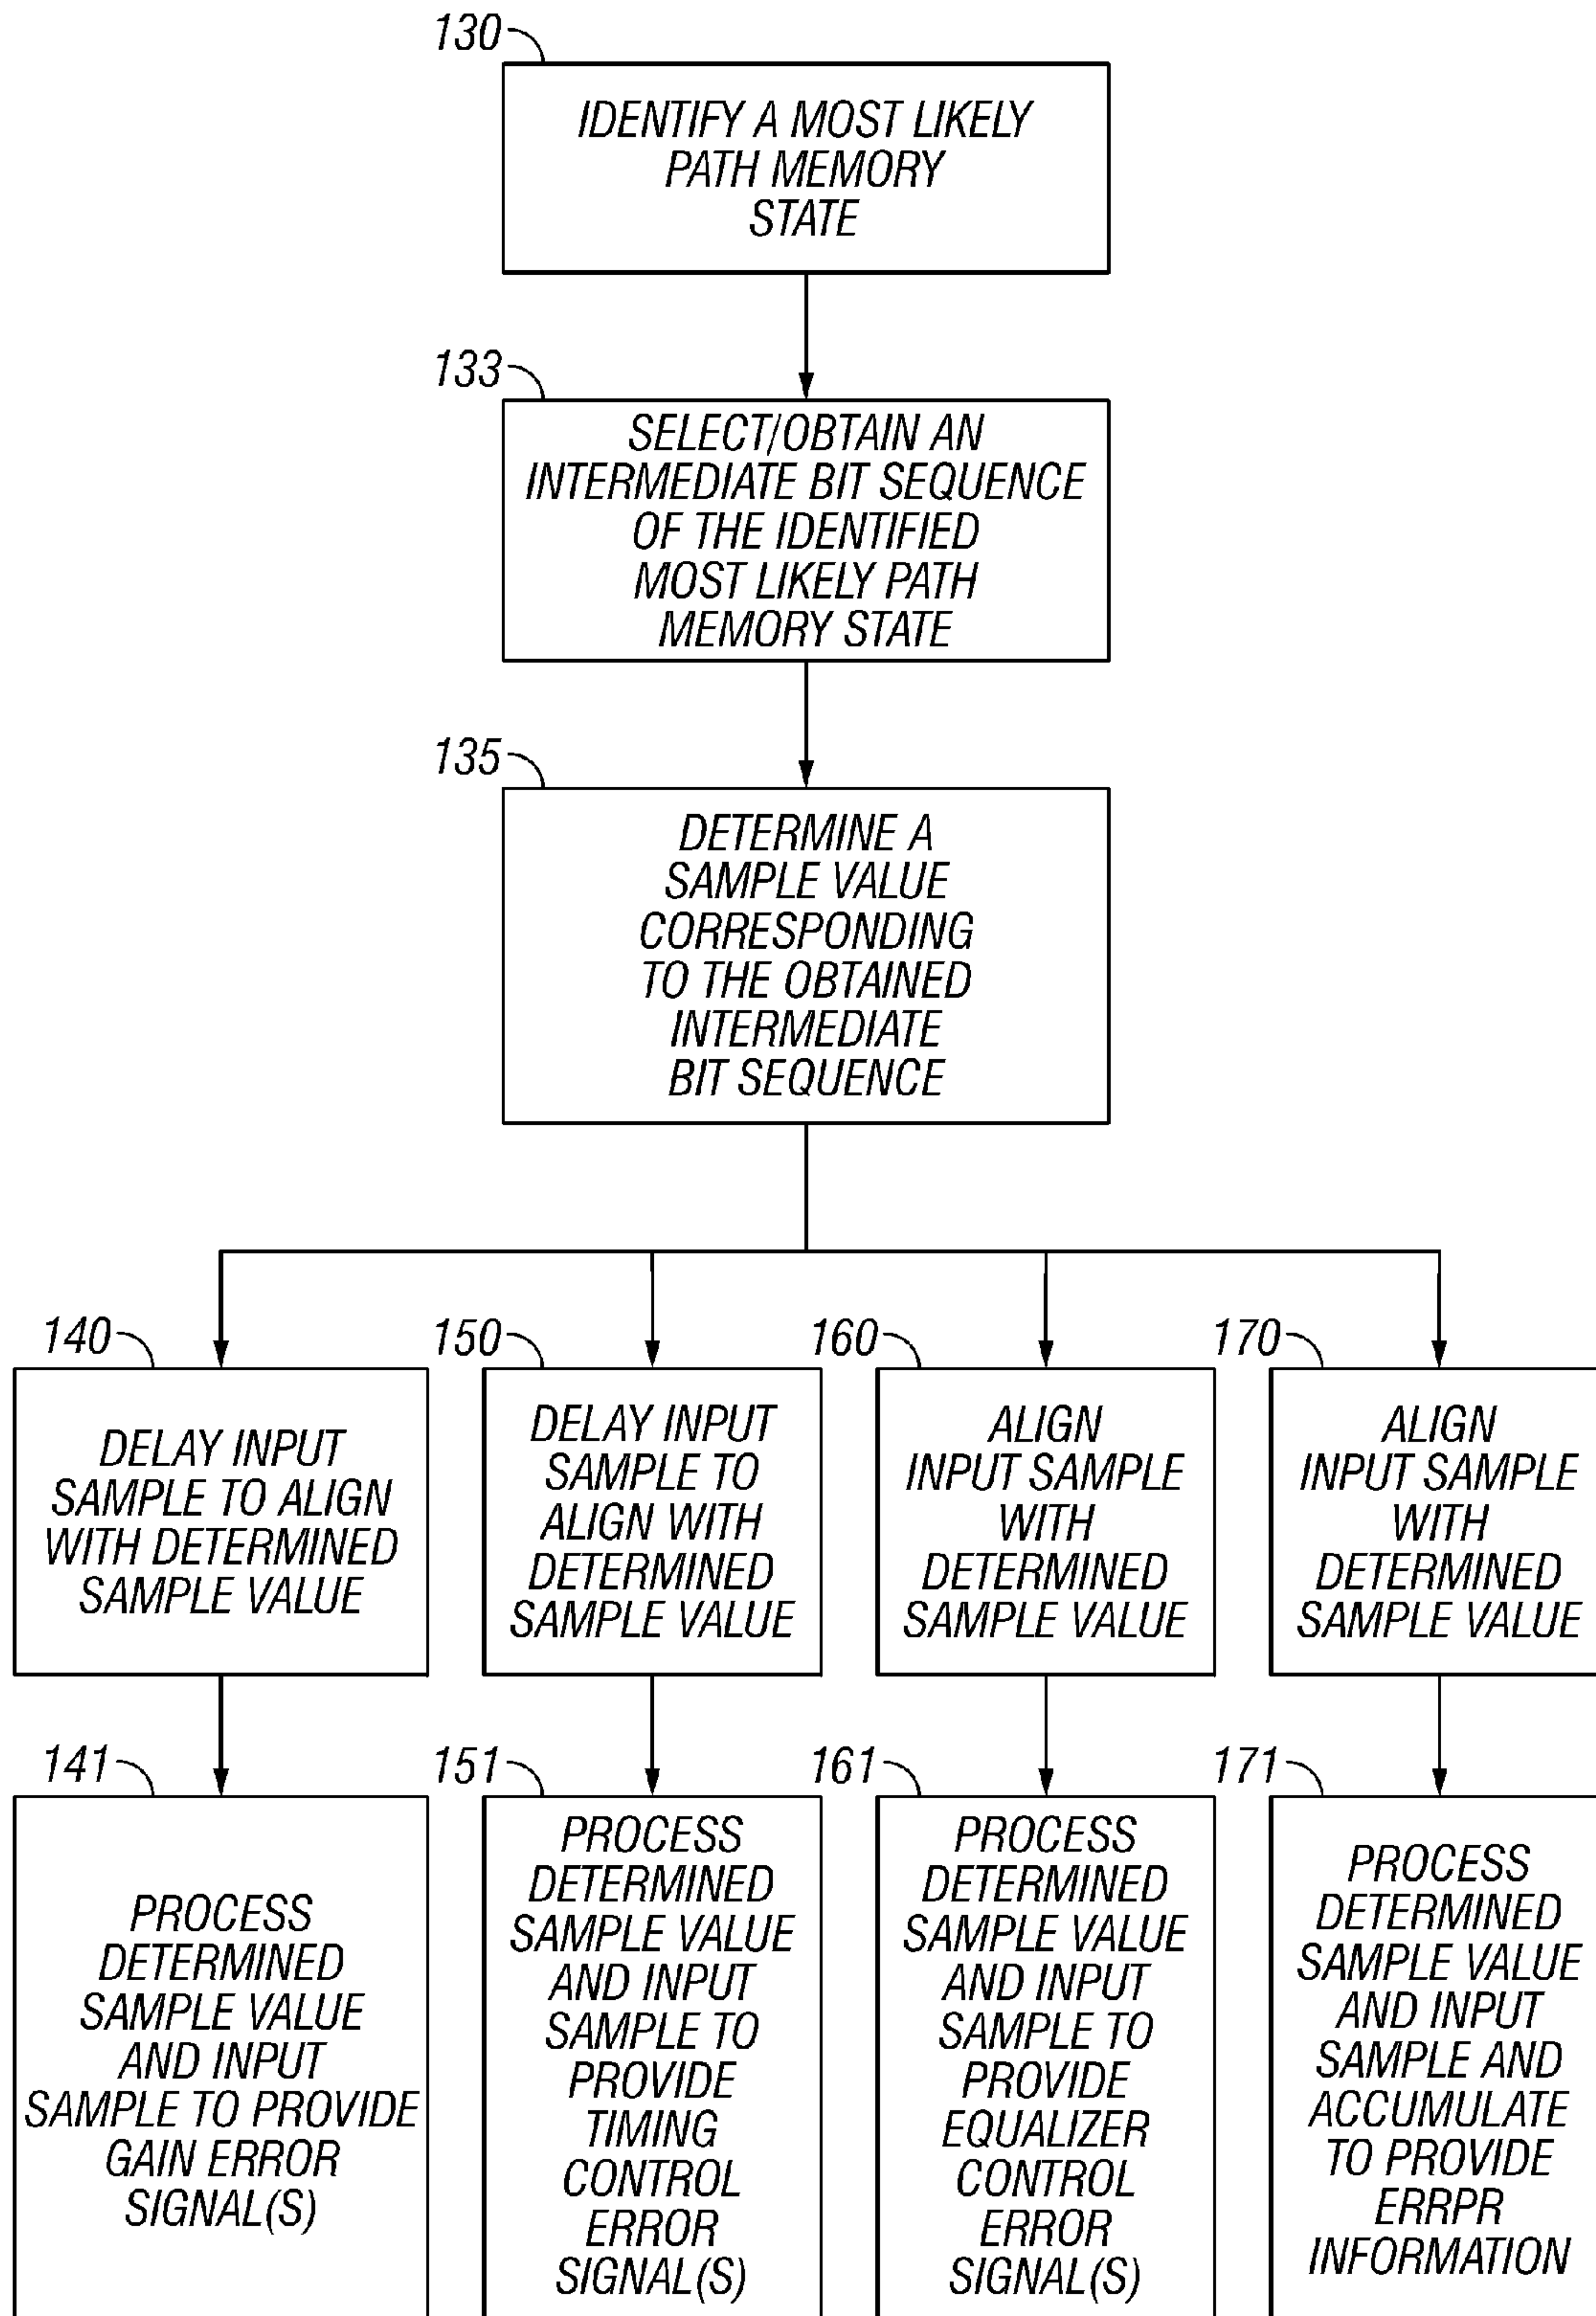 130
IDENTIFY A MOST LIKELY
PATH MEMORY
STATE
133
SELECT/OBTAIN AN
INTERMEDIATE BIT SEQUENCE
OF THE IDENTIFIED
MOST LIKELY PATH
MEMORY STATE
135
DETERMINE A
SAMPLE VALUE
CORRESPONDING
TO THE OBTAINED
INTERMEDIATE
BIT SEQUENCE
140
DELAY INPUT
SAMPLE TO ALIGN
WITH DETERMINED
SAMPLE VALUE
150
DELAY INPUT
SAMPLE TO
ALIGN WITH
DETERMINED
SAMPLE VALUE
160
ALIGN
INPUT SAMPLE
WITH
DETERMINED
SAMPLE VALUE
170
ALIGN
INPUT SAMPLE
WITH
DETERMINED
SAMPLE VALUE
141
PROCESS
DETERMINED
SAMPLE VALUE
AND INPUT
SAMPLE TO PROVIDE
GAIN ERROR
SIGNAL(S)
151
PROCESS
DETERMINED
SAMPLE VALUE
AND INPUT
SAMPLE TO
PROVIDE
TIMING
CONTROL
ERROR
SIGNAL(S)
161
PROCESS
DETERMINED
SAMPLE VALUE
AND INPUT
SAMPLE TO
PROVIDE
EQUALIZER
CONTROL
ERROR
SIGNAL(S)
171
PROCESS
DETERMINED
SAMPLE VALUE
AND INPUT
SAMPLE AND
ACCUMULATE
TO PROVIDE
ERRPR
INFORMATION